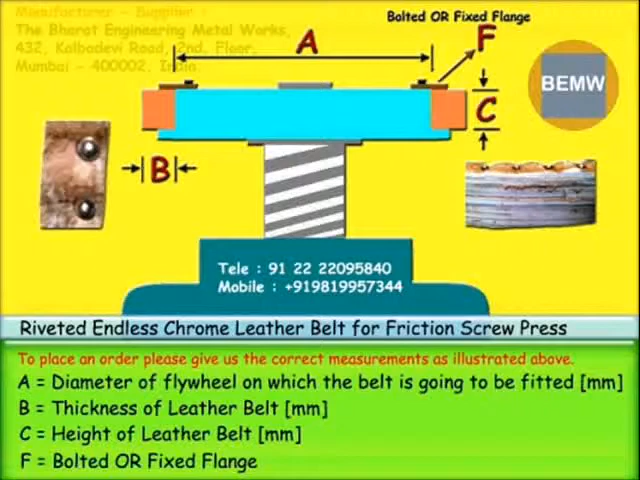 Manufacturer - Supplier :
The Bharat Engineering Metal Works,
432, Kalbadevi Road, 2nd. Floor,
Mumbai - 400002, India.
Bolted OR Fixed Flange
A
F
BEMW
C
B
Tele : 91 22 22095840
Mobile : +919819957344
Riveted Endless Chrome Leather Belt for Friction Screw Press
To place an order please give us the correct measurements as illustrated above.
A = Diameter of flywheel on which the belt is going to be fitted [mm]
B = Thickness of Leather Belt [mm]
C = Height of Leather Belt [mm]
F = Bolted OR Fixed Flange